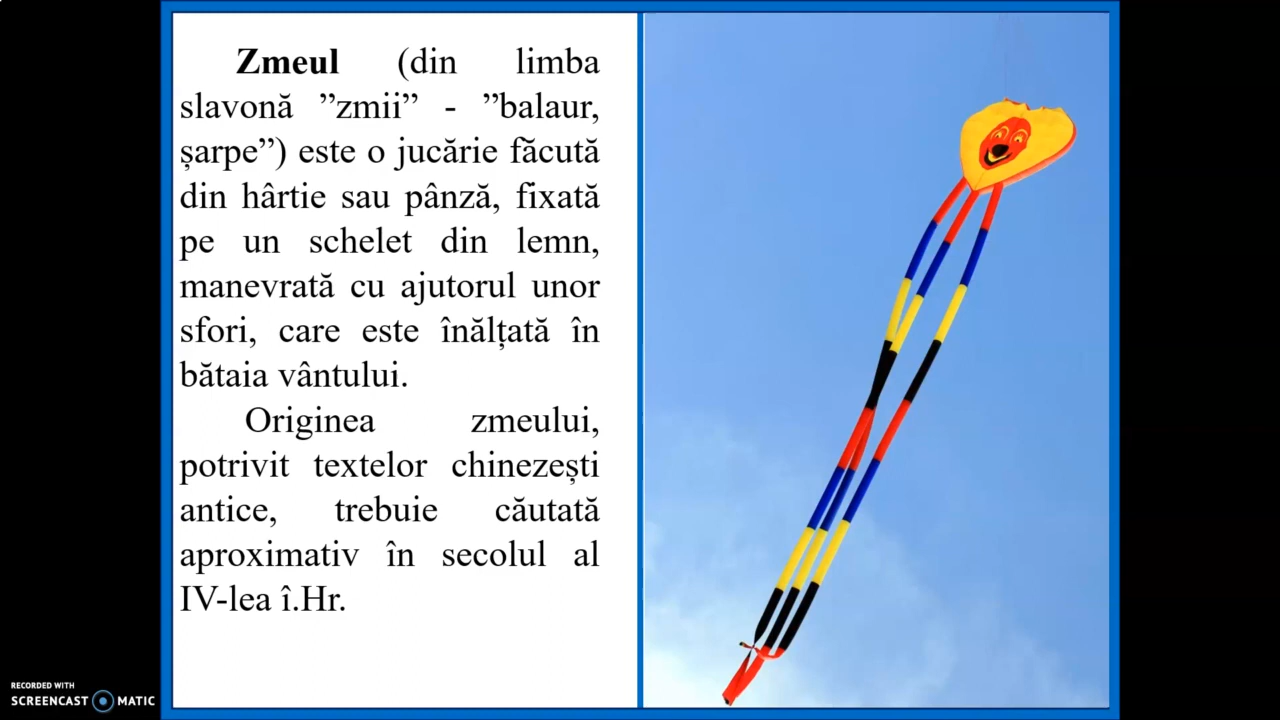 Zmeul (din limba
slavonă ”zmii” - ”balaur,
șarpe”) este o jucărie făcută
din hârtie sau pânză, fixată
pe un schelet din lemn,
manevrată cu ajutorul unor
sfori, care este înălțată în
bătaia vântului.
Originea zmeului,
potrivit textelor chinezești
antice, trebuie căutată
aproximativ în secolul al
IV-lea î.Hr.
RECORDED WITH
SCREENCAST MATIC